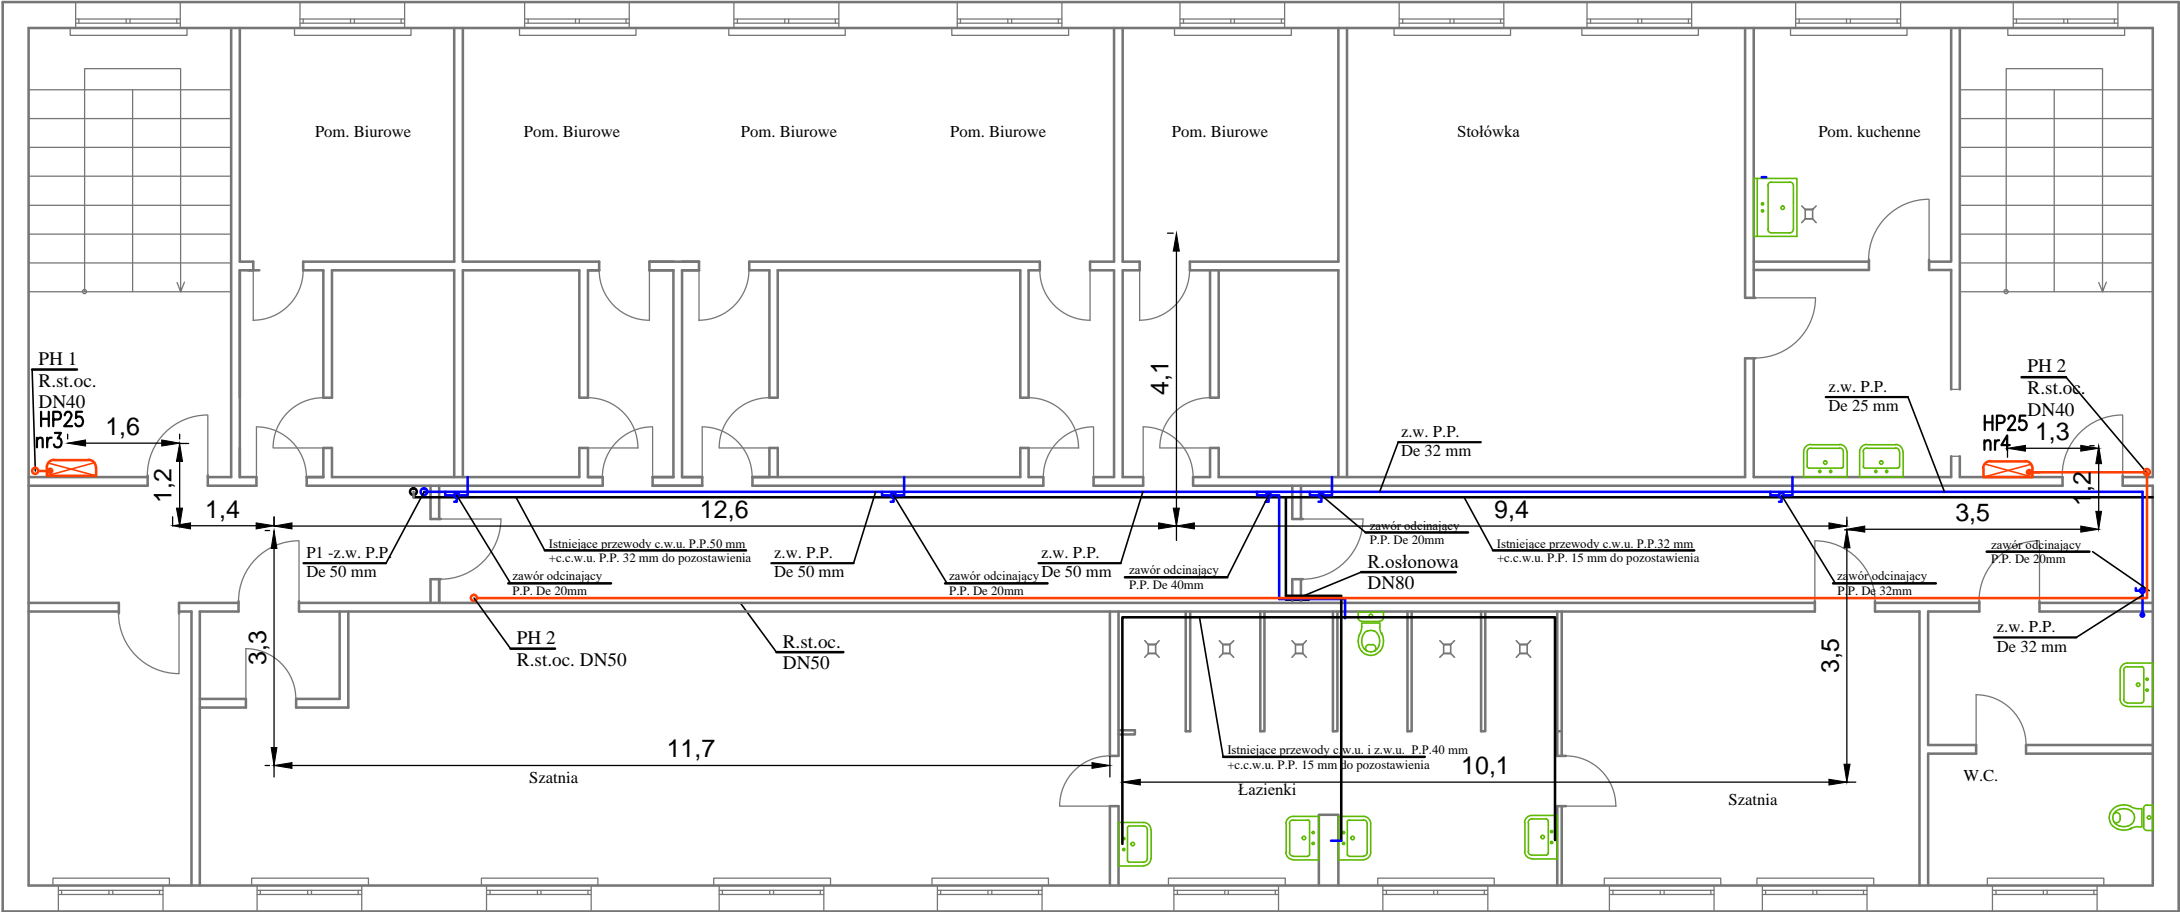 Pom. Biurowe
Pom. Biurowe
Pom. Biurowe
Pom. Biurowe
Pom. Biurowe
Stołówka
Pom. kuchenne
PH 1
R.st.oc.
DN40
HP25
nr3
1,6
1,2
1,4
4,1
z.w. P.P.
De 32 mm
z.w. P.P.
De 25 mm
PH 2
R.st.oc.
DN40
HP25
nr4
1,3
1,2
12,6
9,4
3,5
P1 -z.w. P.P.
De 50 mm
Istniejące przewody c.w.u. P.P.50 mm
+c.c.w.u. P.P. 32 mm do pozostawienia
zawór odcinający
P.P. De 20mm
z.w. P.P.
De 50 mm
zawór odcinający
P.P. De 20mm
z.w. P.P.
De 50 mm
zawór odcinający
P.P. De 40mm
zawór odcinający
P.P. De 20mm
R.osłonowa
DN80
Istniejące przewody c.w.u. P.P.32 mm
+c.c.w.u. P.P. 15 mm do pozostawienia
zawór odcinający
P.P. De 32mm
zawór odcinający
P.P. De 20mm
z.w. P.P.
De 32 mm
3,3
PH 2
R.st.oc. DN50
R.st.oc.
DN50
3,5
11,7
Szatnia
Istniejące przewody c.w.u. i z.w.u.  P.P.40 mm
+c.c.w.u. P.P. 15 mm do pozostawienia
10,1
Łazienki
Szatnia
W.C.